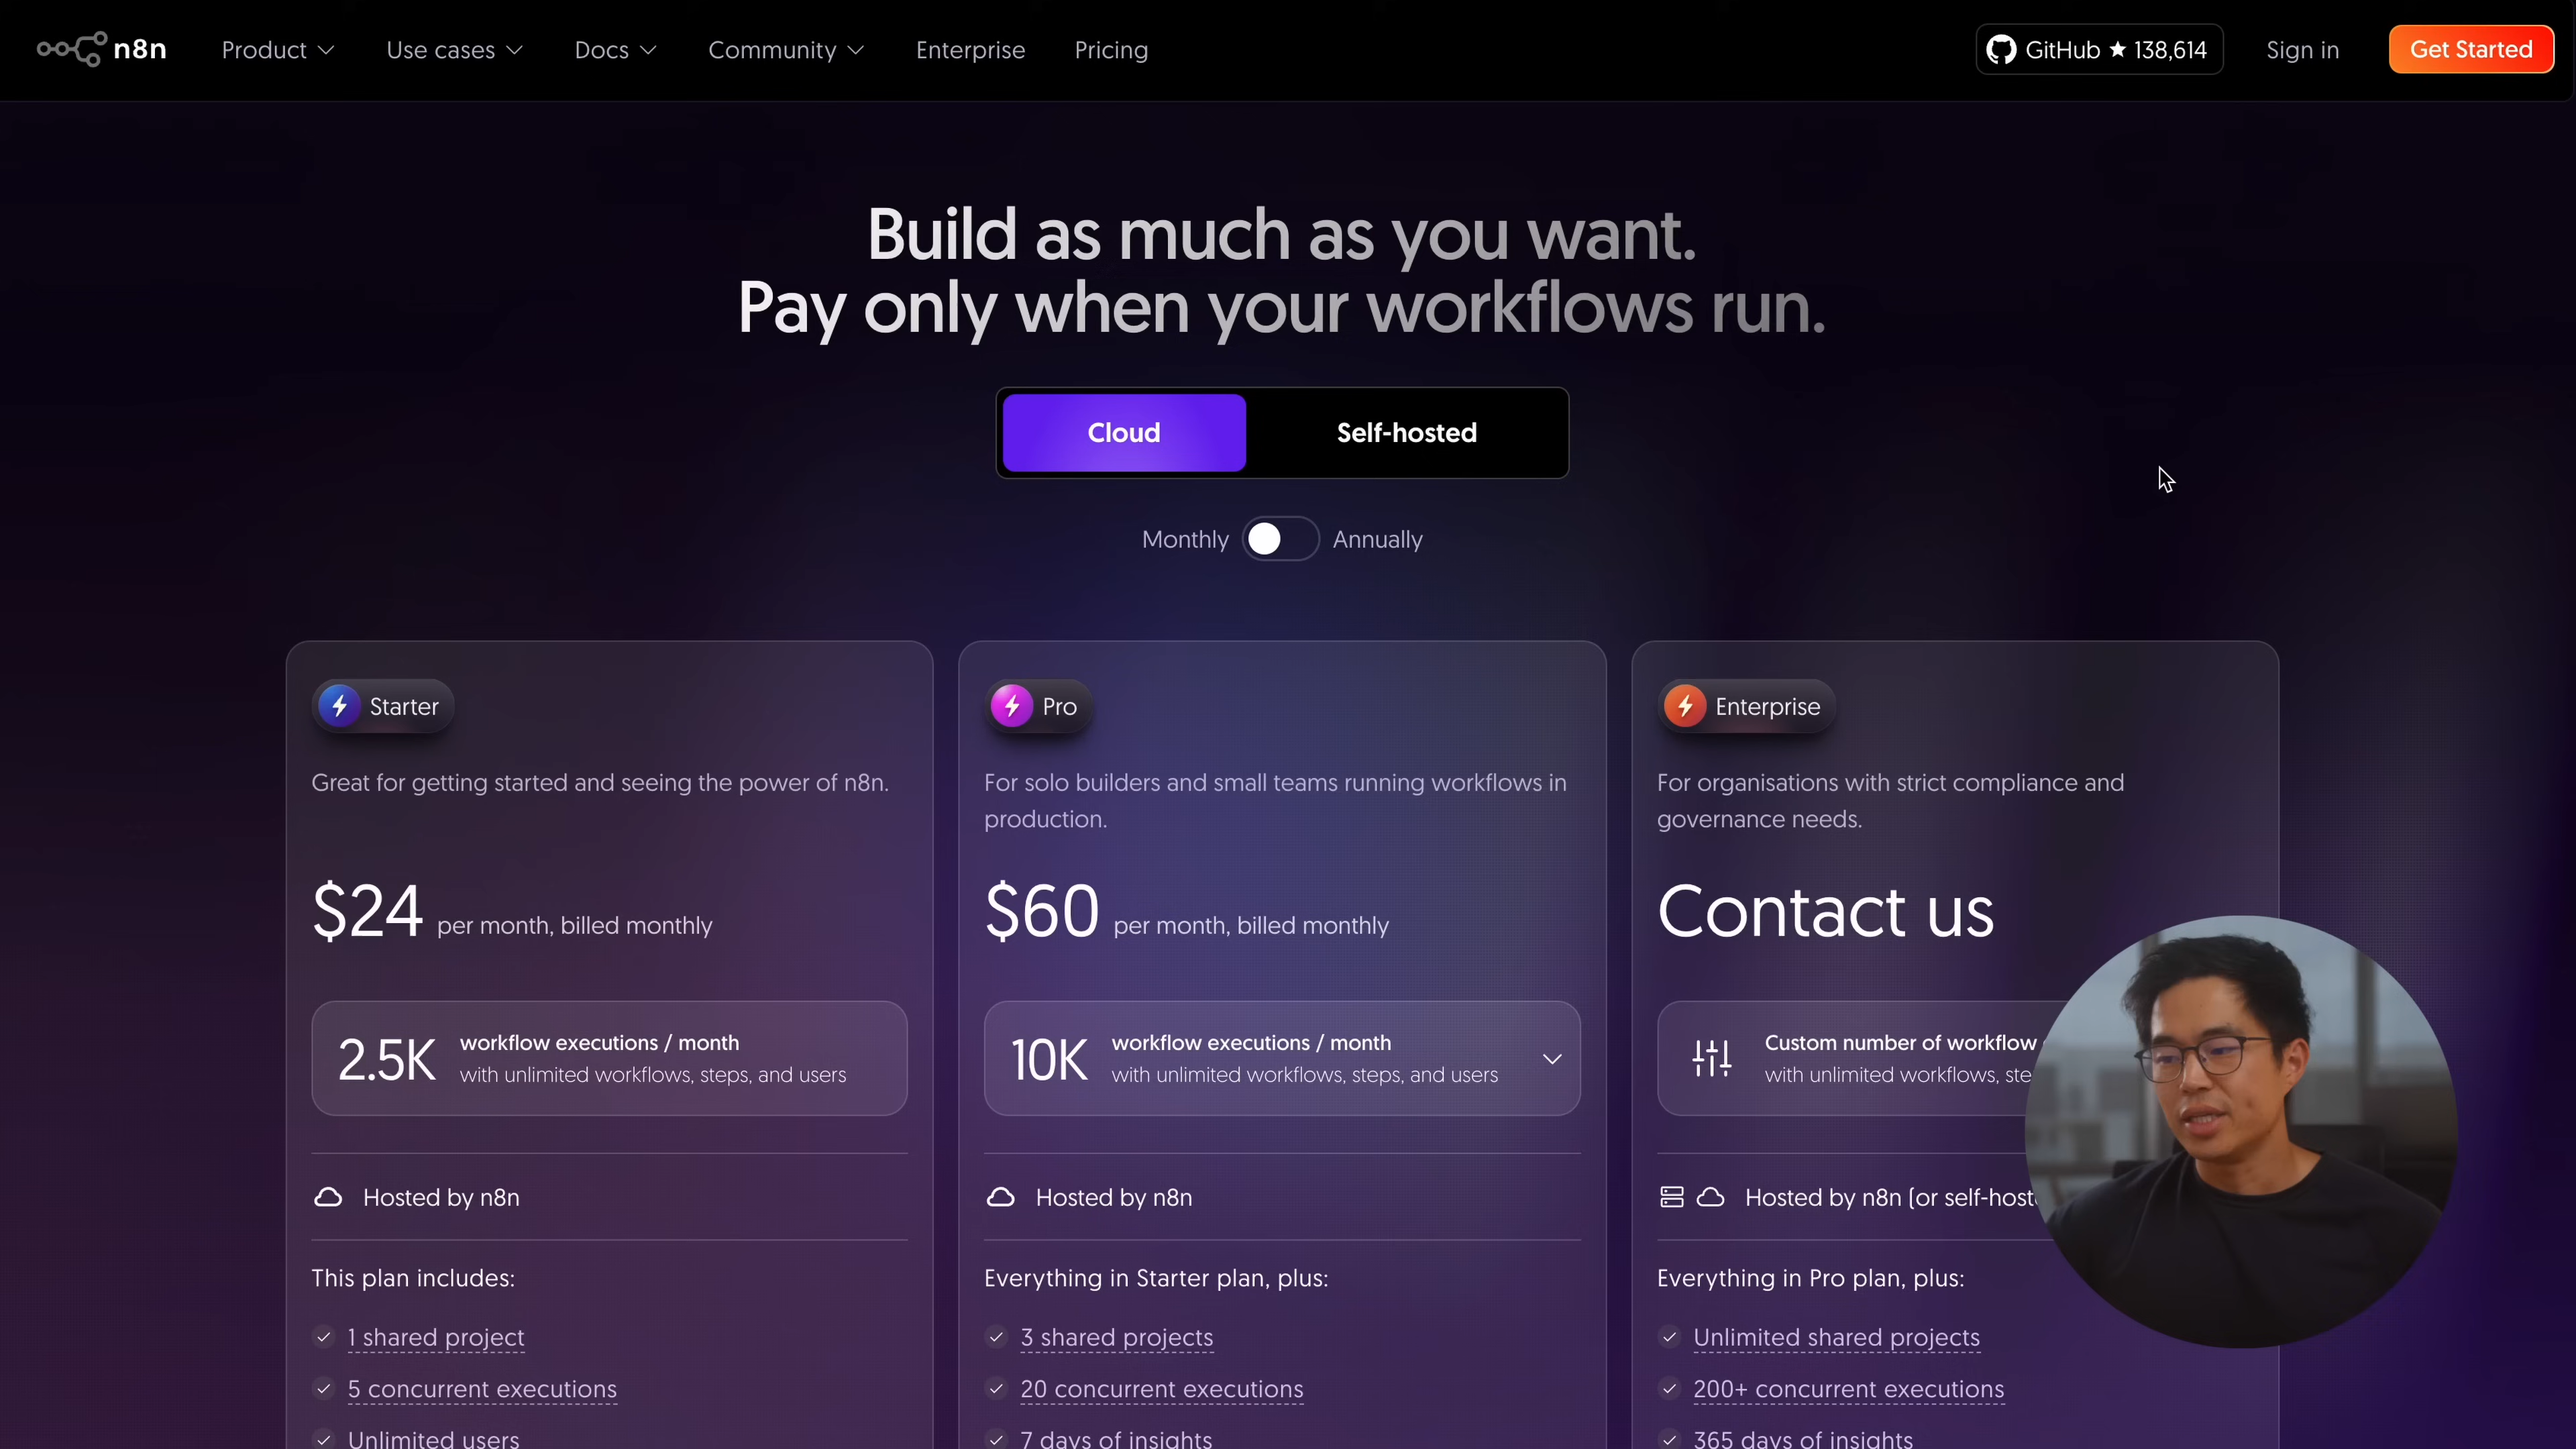 n8n
Product
Use cases
Docs
Community
Enterprise
Pricing
GitHub ★ 138,614
Sign in
Get Started
Build as much as you want.
Pay only when your workflows run.
Cloud
Self-hosted
Monthly
Annually
Starter
Great for getting started and seeing the power of n8n.
$24 per month, billed monthly
2.5K
workflow executions / month
with unlimited workflows, steps, and users
Hosted by n8n
This plan includes:
1 shared project
5 concurrent executions
Unlimited users
Pro
For solo builders and small teams running workflows in
production.
$60 per month, billed monthly
10K
workflow executions / month
with unlimited workflows, steps, and users
Hosted by n8n
Everything in Starter plan, plus:
3 shared projects
20 concurrent executions
7 days of insights
Enterprise
For organisations with strict compliance and
governance needs.
Contact us
Custom number of workflow
with unlimited workflows,
Hosted by n8n (or
Everything in Pro plan, plus:
Unlimited shared projects
200+ concurrent executions
365 days of insights